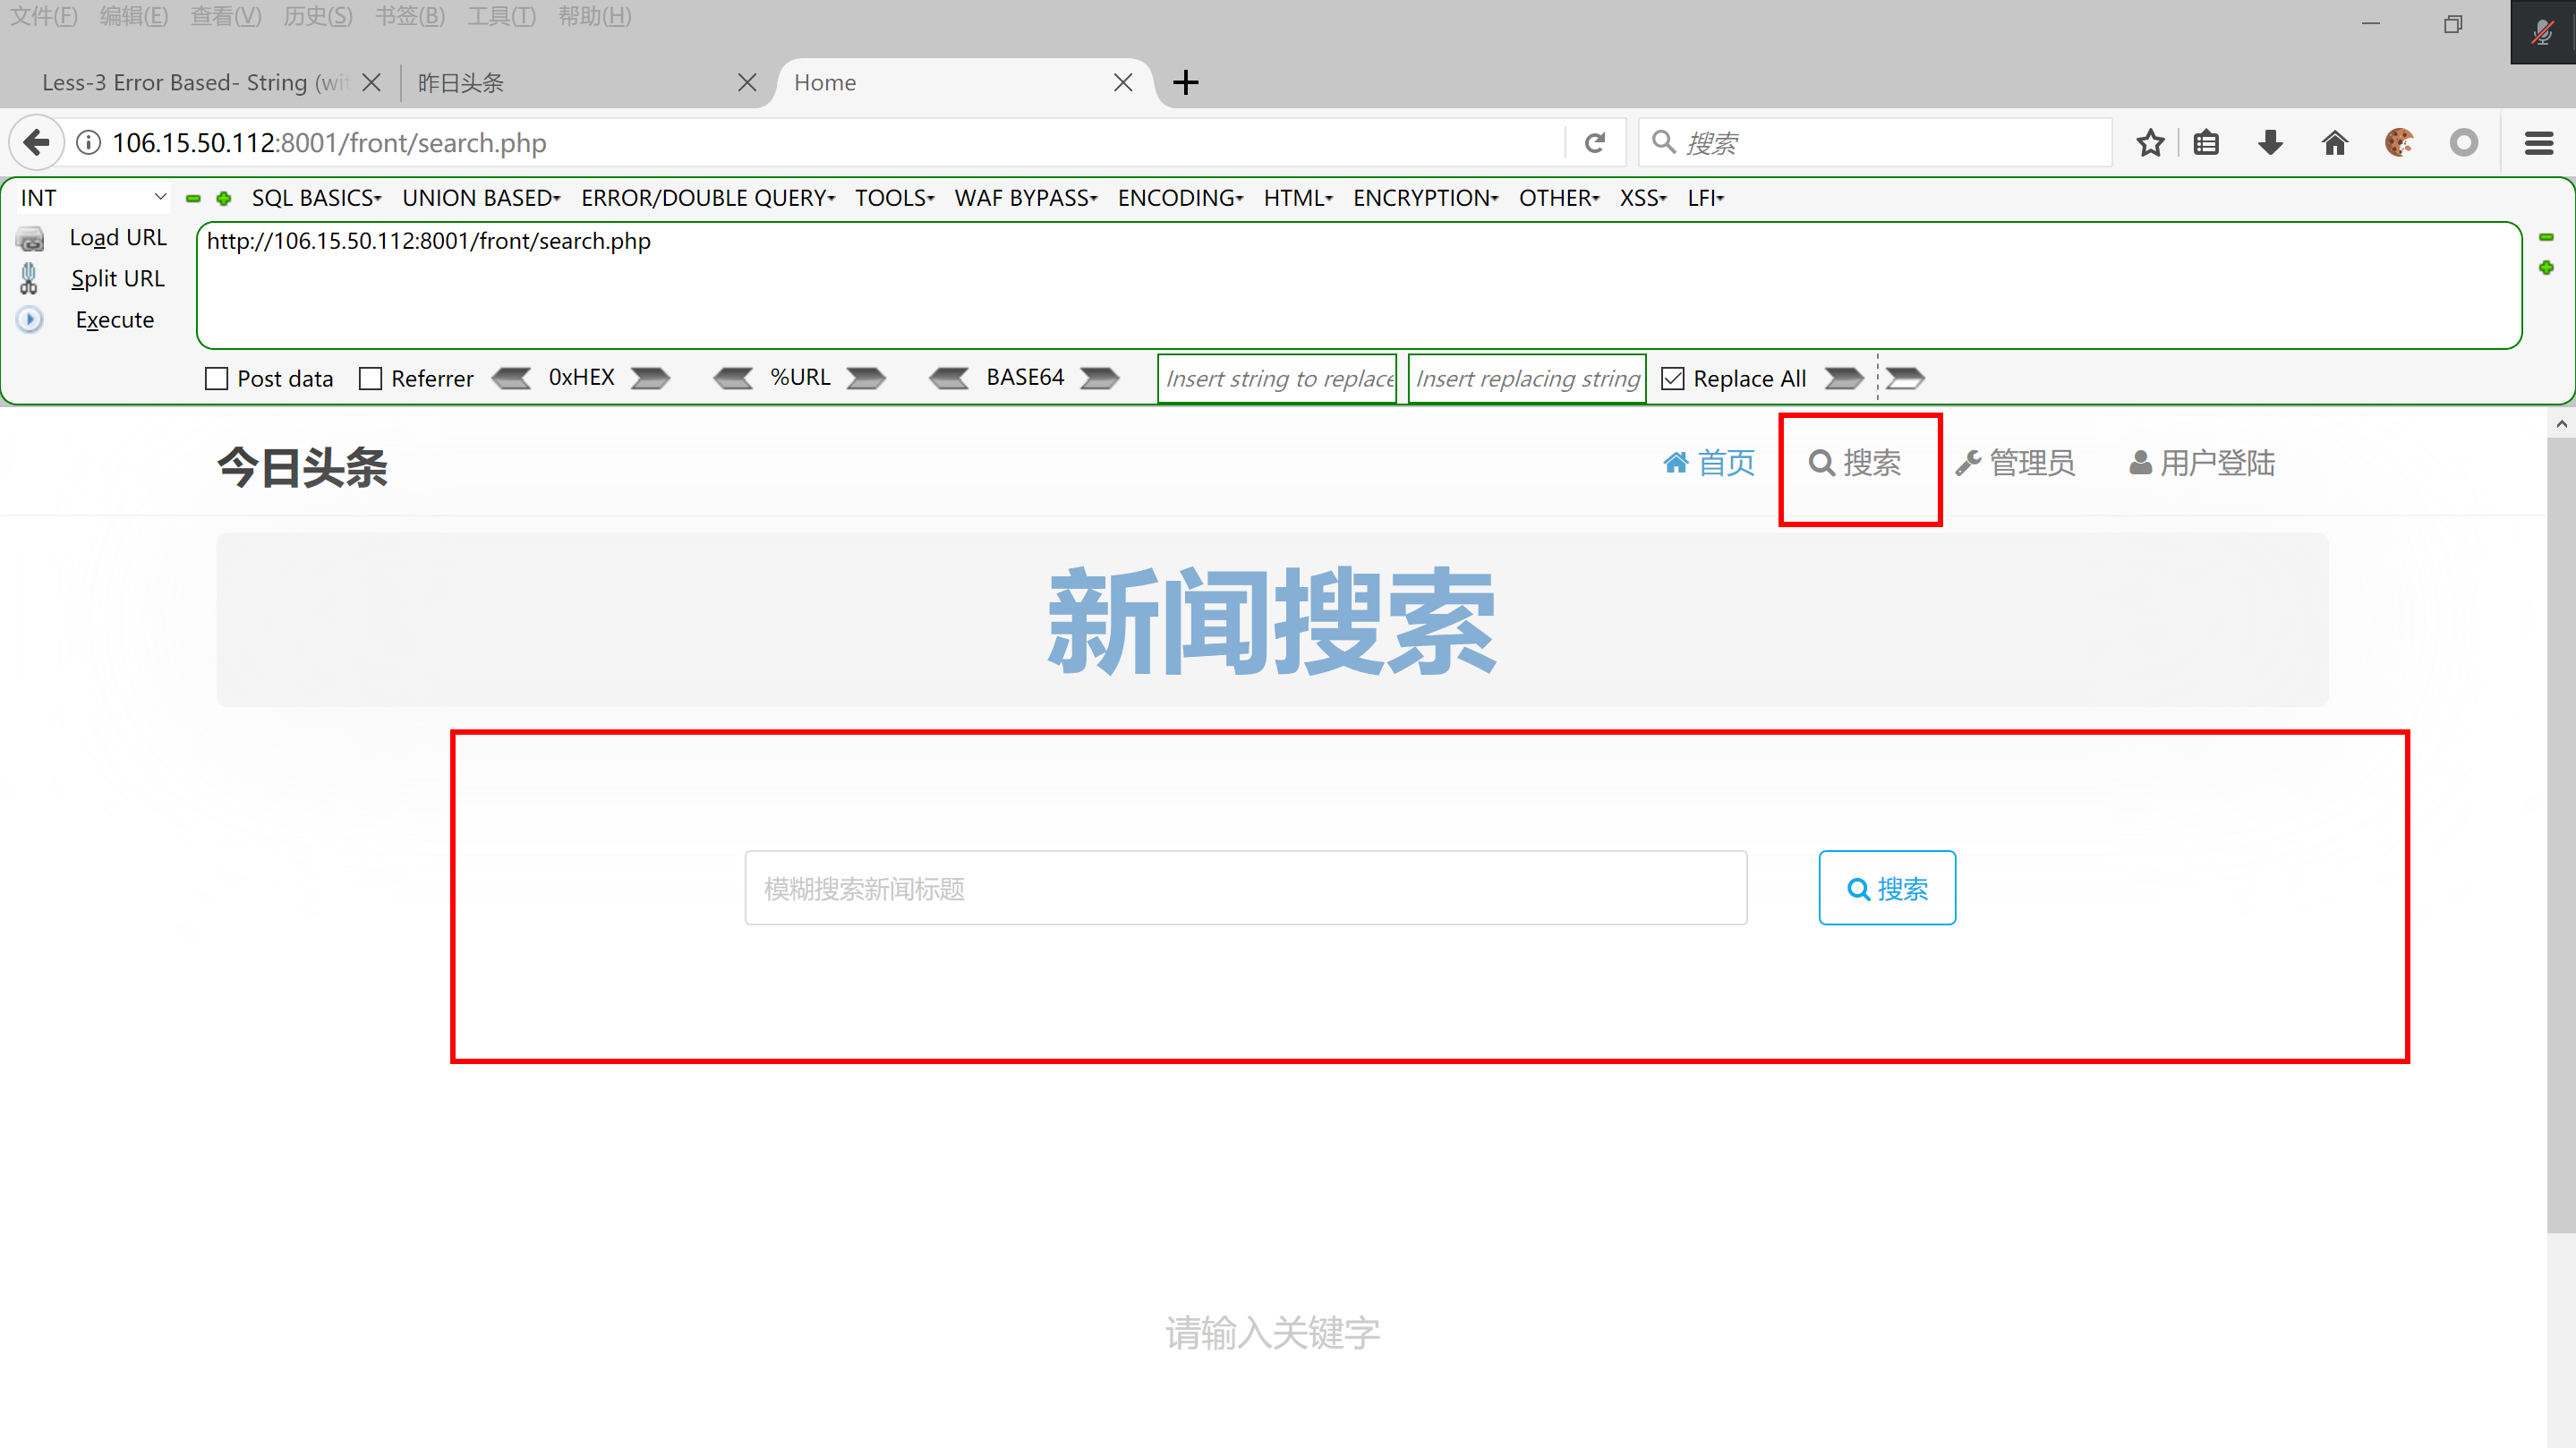 文件(F) 编辑(E) 查看(V) 历史(S) 书签(B) 工具(T) 帮助(H)
Less-3 Error Based- String (wit 昨日头条 Home
106.15.50.112:8001/front/search.php 搜索
INT SQL BASICS UNION BASED ERROR/DOUBLE QUERY TOOLS WAF BYPASS ENCODING HTML ENCRYPTION OTHER XSS LFI
Load URL http://106.15.50.112:8001/front/search.php
Split URL
Execute
Post data Referrer 0xHEX %URL BASE64 Insert string to replace Insert replacing string Replace All
今日头条 首页 搜索 管理员 用户登陆
新闻搜索
模糊搜索新闻标题 搜索
请输入关键字